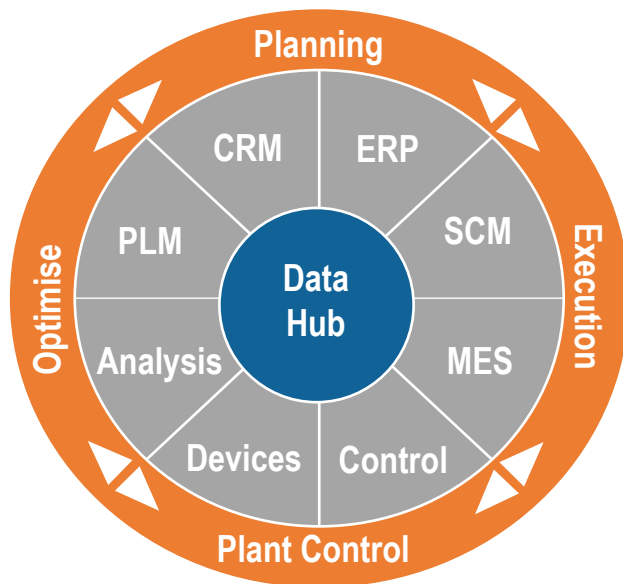 Planning
CRM
ERP
PLM
SCM
Optimise
Data
Hub
Execution
Analysis
MES
Devices
Control
Plant Control